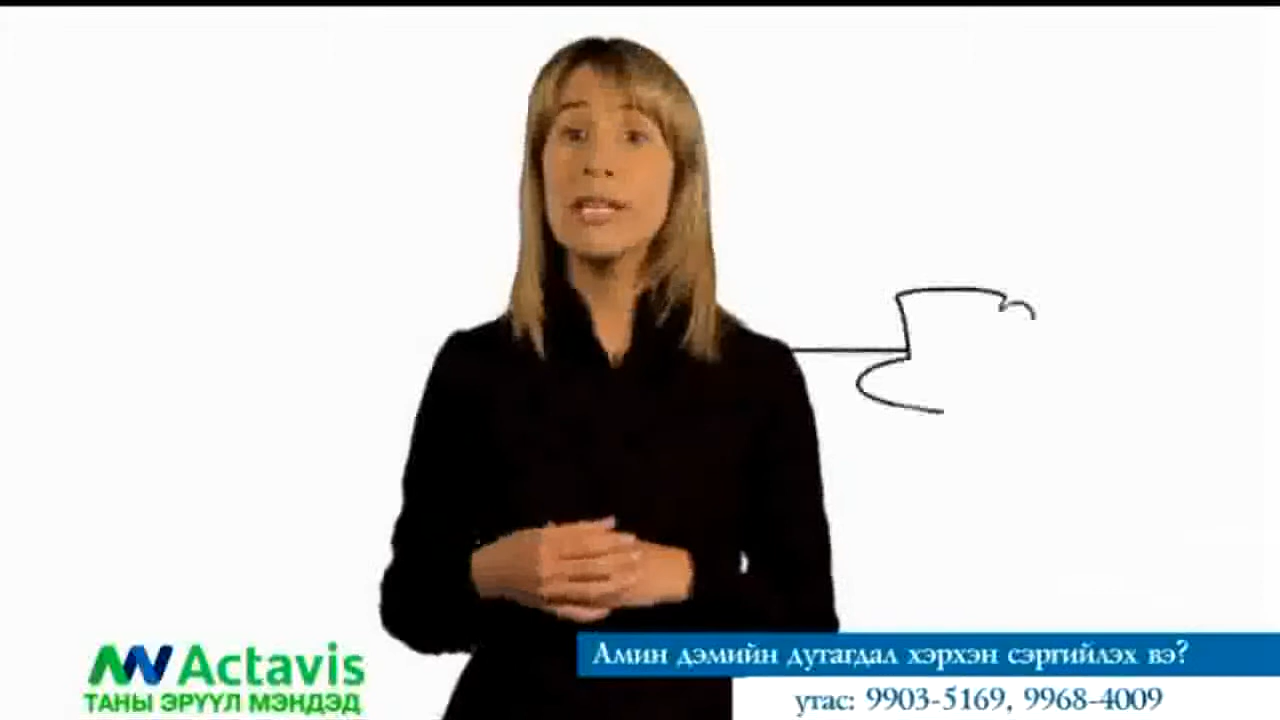 Actavis
ТАНЫ ЭРҮҮЛ МЭНДЭД
Амин дэмийн дутагдал хэрхэн сэргийлэх вэ?
утас: 9903-5169, 9968-4009